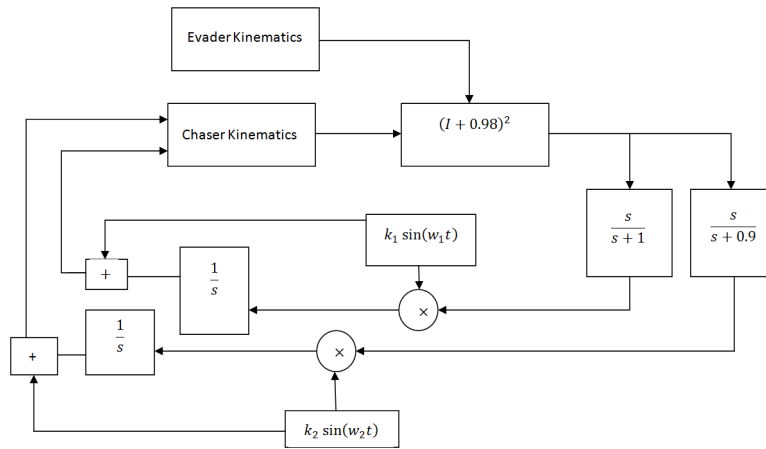 Evader Kinematics
Chaser Kinematics
(I + 0.98)²
s
s + 1
s
s + 0.9
k₁ sin(w₁t)
+
1
s
×
+
1
s
×
k₂ sin(w₂t)